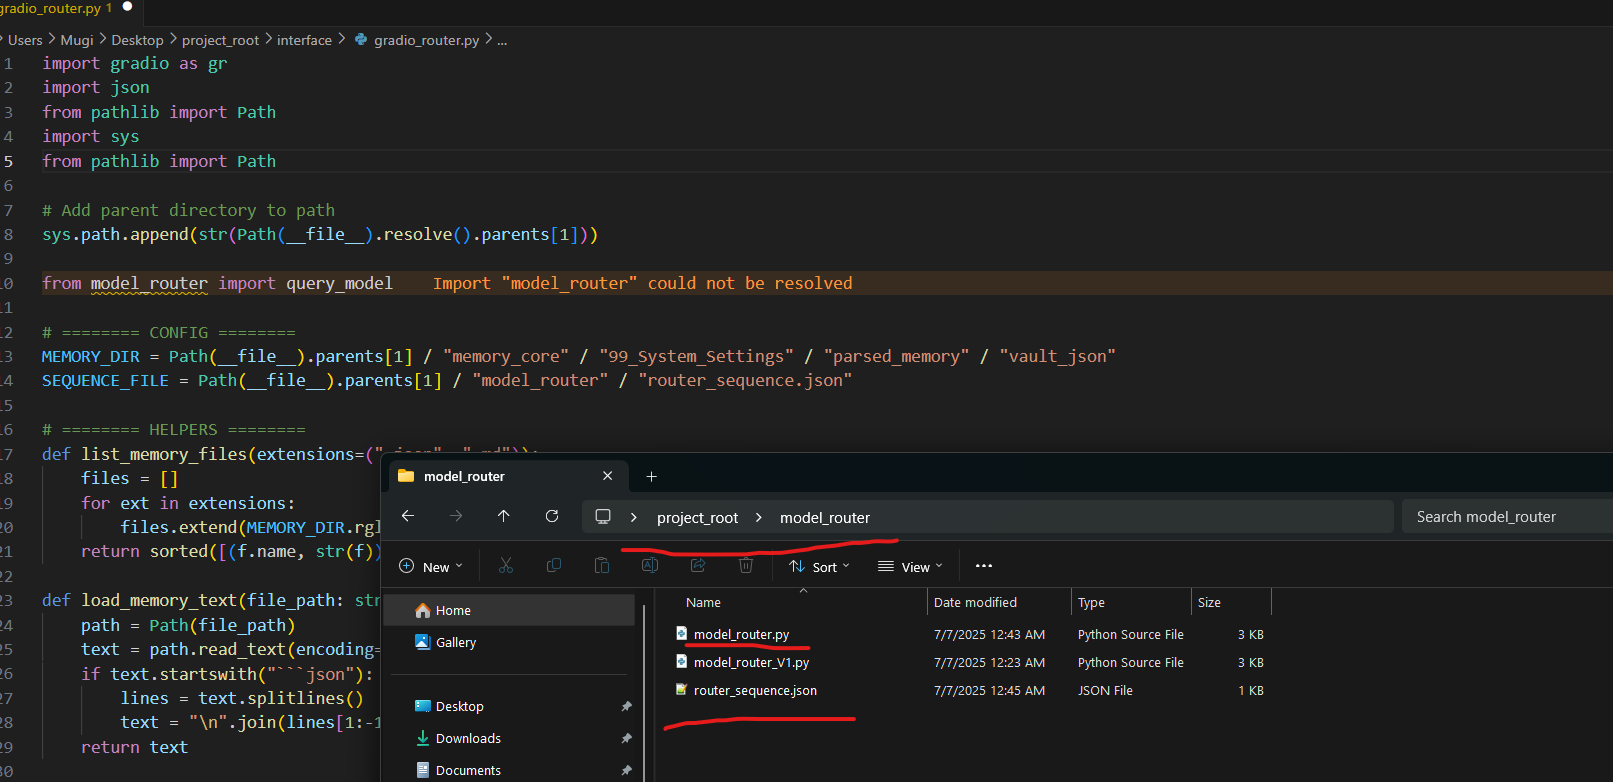 gradio_router.py 1
Users > Mugi > Desktop > project_root > interface > gradio_router.py > ...
1 import gradio as gr
2 import json
3 from pathlib import Path
4 import sys
5 from pathlib import Path
6
7 # Add parent directory to path
8 sys.path.append(str(Path(__file__).resolve().parents[1]))
9
10 from model_router import query_model Import "model_router" could not be resolved
11
12 # ======== CONFIG ========
13 MEMORY_DIR = Path(__file__).parents[1] / "memory_core" / "99_System_Settings" / "parsed_memory" / "vault_json"
14 SEQUENCE_FILE = Path(__file__).parents[1] / "model_router" / "router_sequence.json"
15
16 # ======== HELPERS ========
17 def list_memory_files(extensions=(
18 files = []
19 for ext in extensions:
20 files.extend(MEMORY_DIR.rgl
21 return sorted([(f.name, str(f))
22
23 def load_memory_text(file_path: str
24 path = Path(file_path)
25 text = path.read_text(encoding=
26 if text.startswith("```json"):
27 lines = text.splitlines()
28 text = "\n".join(lines[1:-1
29 return text
30
model_router
project_root > model_router
Search model_router
New
Sort
View
Home
Gallery
Desktop
Downloads
Documents
Name Date modified Type Size
model_router.py 7/7/2025 12:43 AM Python Source File 3 KB
model_router_V1.py 7/7/2025 12:23 AM Python Source File 3 KB
router_sequence.json 7/7/2025 12:45 AM JSON File 1 KB